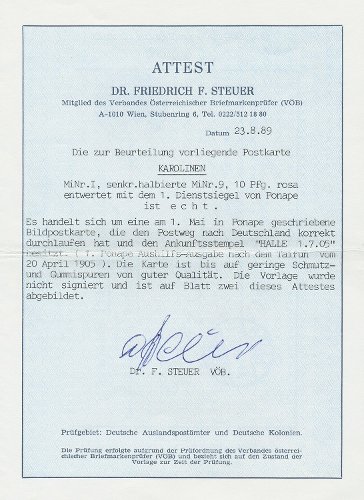 ATTEST
DR. FRIEDRICH F. STEUER
Mitglied des Verbandes Österreichischer Briefmarkenprüfer (VÖB)
A-1010 Wien, Stubenring 6, Tel. 0222/512 18 80
Datum 23.8.89
Die zur Beurteilung vorliegende Postkarte
KAROLINEN
MiNr.I, senkr.halbierte MiNr.9, 10 PFg. rosa
entwertet mit dem 1. Dienstsiegel von Ponape
ist echt.
Es handelt sich um eine am 1. Mai in Ponape geschriebene
Bildpostkarte, die den Postweg nach Deutschland korrekt
durchlaufen hat und den Ankunftsstempel "HALLE 1.7.05"
besitzt. ( 1. Ponape Aushilfs-Ausgabe nach dem Taifun vom
20 April 1905 ). Die Karte ist bis auf geringe Schmutz-
und Gummispuren von guter Qualität. Die Vorlage wurde
nicht signiert und ist auf Blatt zwei dieses Attestes
abgebildet.
Dr. F. STEUER VÖB.
Prüfgebiet: Deutsche Auslandspostämter und Deutsche Kolonien.
Die Prüfung erfolgte aufgrund der Prüfordnung des Verbandes österrei-
chischer Briefmarkenprüfer (VÖB) und bezieht sich auf den Zustand der
Vorlage zur Zeit der Prüfung.